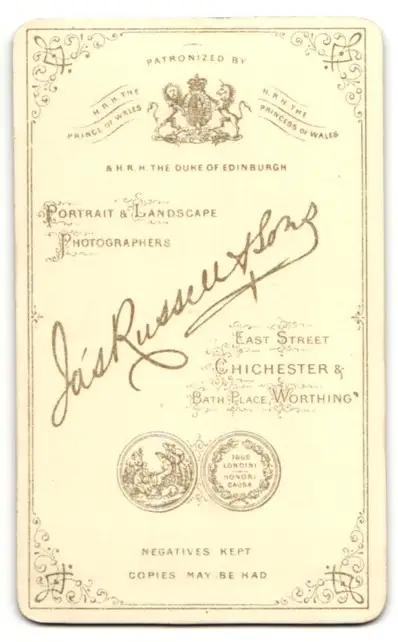 PATRONIZED BY
H.R.H. THE
PRINCE OF WALES
H.R.H. THE
PRINCESS OF WALES
& H.R.H. THE DUKE OF EDINBURGH
PORTRAIT & LANDSCAPE
PHOTOGRAPHERS
Jas Russell & Sons
EAST STREET
CHICHESTER &
BATH PLACE, WORTHING
LONDINI
HONORIS
CAUSA
NEGATIVES KEPT
COPIES MAY BE HAD